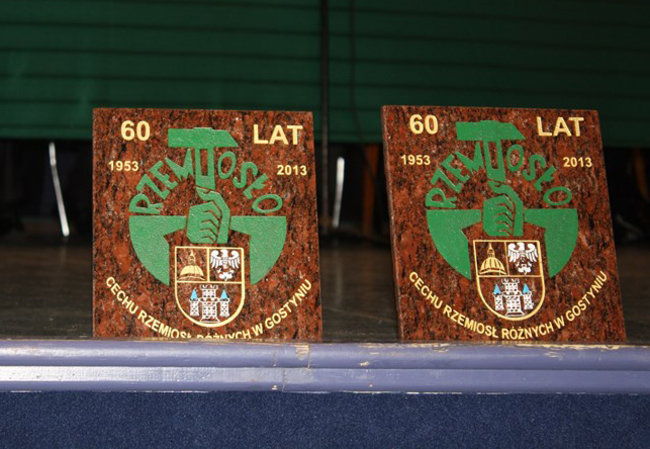 60 LAT
1953 2013
RZEMIOSŁO
CECHU RZEMIOSŁ RÓŻNYCH W GOSTYNIU
60 LAT
1953 2013
RZEMIOSŁO
CECHU RZEMIOSŁ RÓŻNYCH W GOSTYNIU